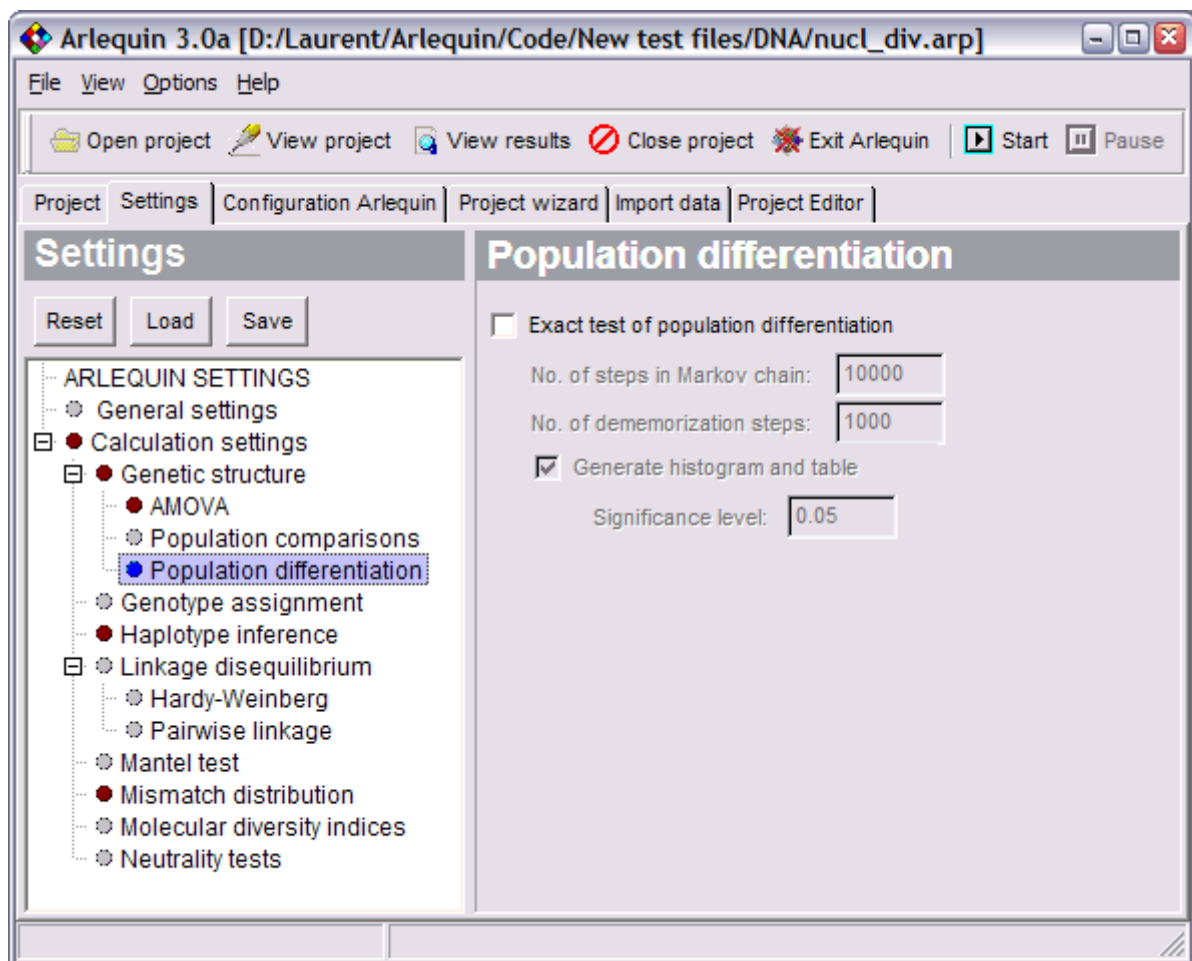 Arlequin 3.0a [D:/Laurent/Arlequin/Code/New test files/DNA/nucl_div.arp]
File View Options Help
Open project View project View results Close project Exit Arlequin Start Pause
Project Settings Configuration Arlequin Project wizard Import data Project Editor
Settings
Reset Load Save
ARLEQUIN SETTINGS
General settings
Calculation settings
Genetic structure
AMOVA
Population comparisons
Population differentiation
Genotype assignment
Haplotype inference
Linkage disequilibrium
Hardy-Weinberg
Pairwise linkage
Mantel test
Mismatch distribution
Molecular diversity indices
Neutrality tests
Population differentiation
Exact test of population differentiation
No. of steps in Markov chain: 10000
No. of dememorization steps: 1000
Generate histogram and table
Significance level: 0.05